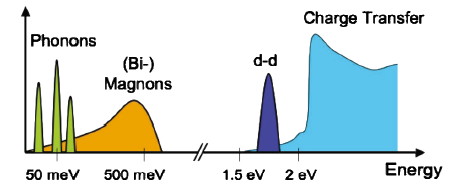 Charge Transfer
Phonons
(Bi-)
Magnons
d-d
50 meV
500 meV
1.5 eV
2 eV
Energy